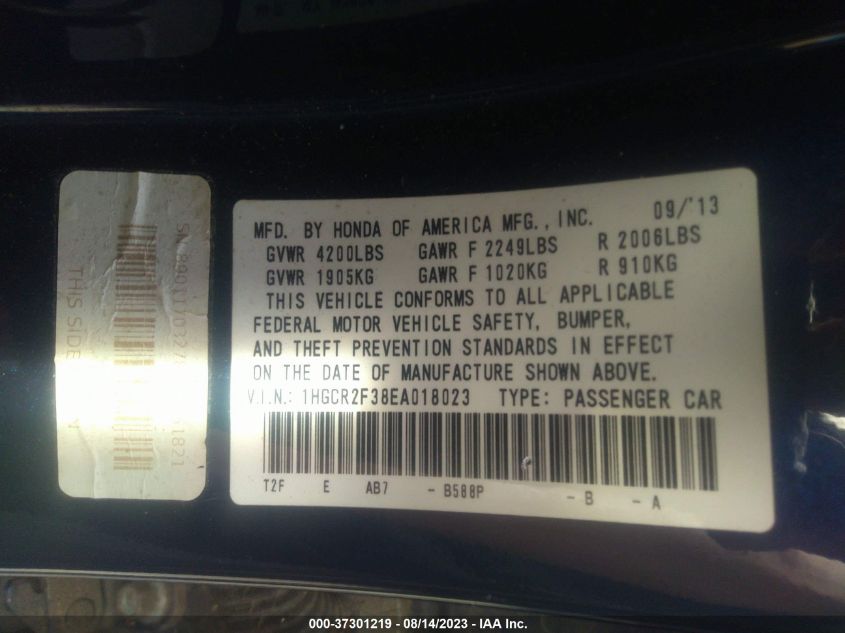 09/'13
MFD. BY HONDA OF AMERICA MFG., INC.
GVWR 4200LBS GAWR F 2249LBS R 2006LBS
GVWR 1905KG GAWR F 1020KG R 910KG
THIS VEHICLE CONFORMS TO ALL APPLICABLE
FEDERAL MOTOR VEHICLE SAFETY, BUMPER,
AND THEFT PREVENTION STANDARDS IN EFFECT
ON THE DATE OF MANUFACTURE SHOWN ABOVE.
V.I.N.: 1HGCR2F38EA018023 TYPE: PASSENGER CAR
T2F E AB7 - B588P - B - A
THIS SIDE
000-37301219 - 08/14/2023 - IAA Inc.